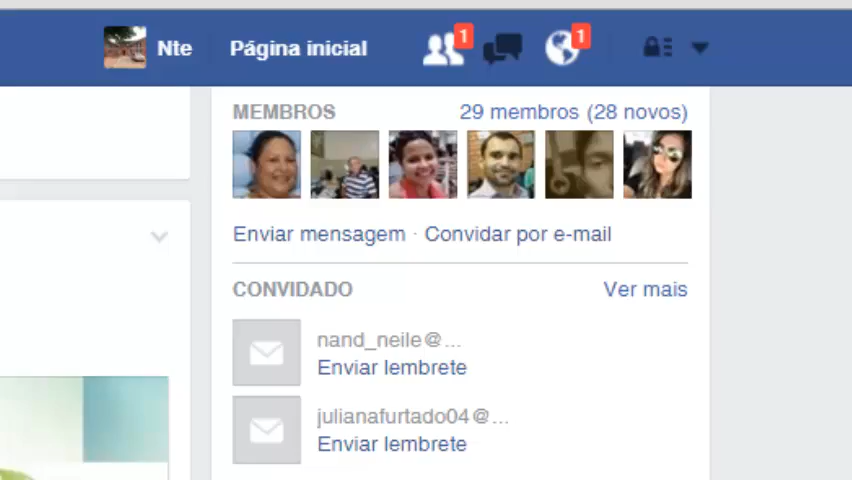 Nte Página inicial 1 1
MEMBROS 29 membros (28 novos)
Enviar mensagem · Convidar por e-mail
CONVIDADO Ver mais
nand_neile@...
Enviar lembrete
julianafurtado04@...
Enviar lembrete